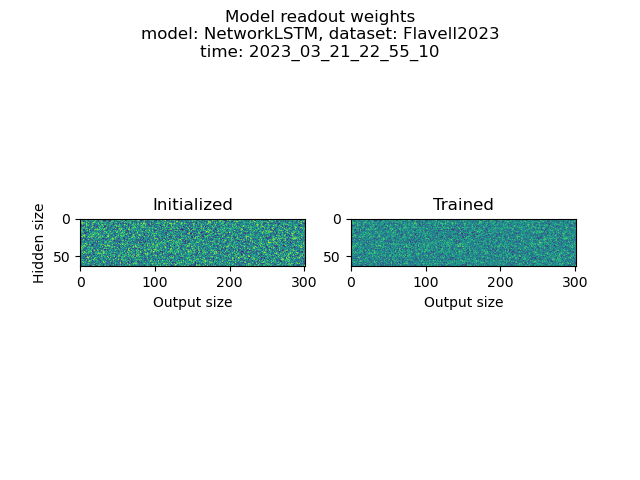 Model readout weights
model: NetworkLSTM, dataset: Flavell2023
time: 2023_03_21_22_55_10
Initialized
Trained
Hidden size
0
50
0
50
0 100 200 300
0 100 200 300
Output size
Output size